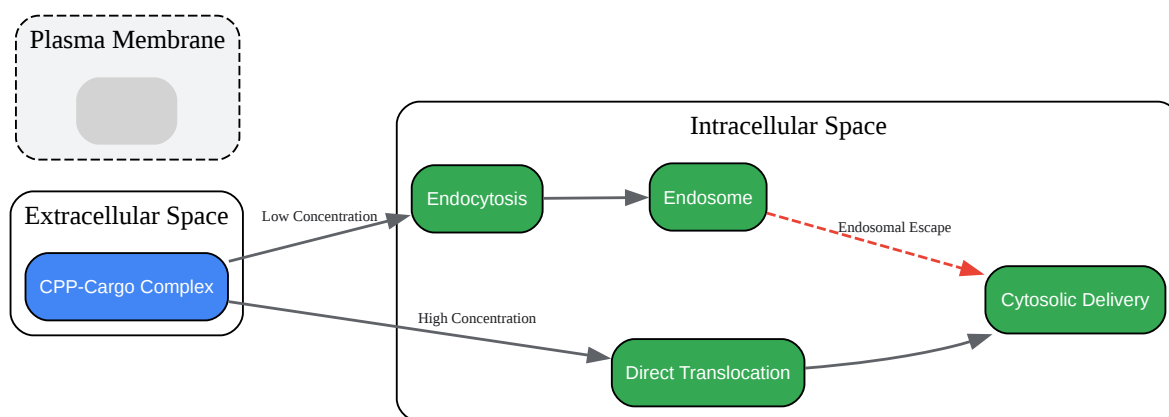 Plasma Membrane
Intracellular Space
Endocytosis
Endosome
Extracellular Space
Low Concentration
Endosomal Escape
CPP-Cargo Complex
Cytosolic Delivery
High Concentration
Direct Translocation